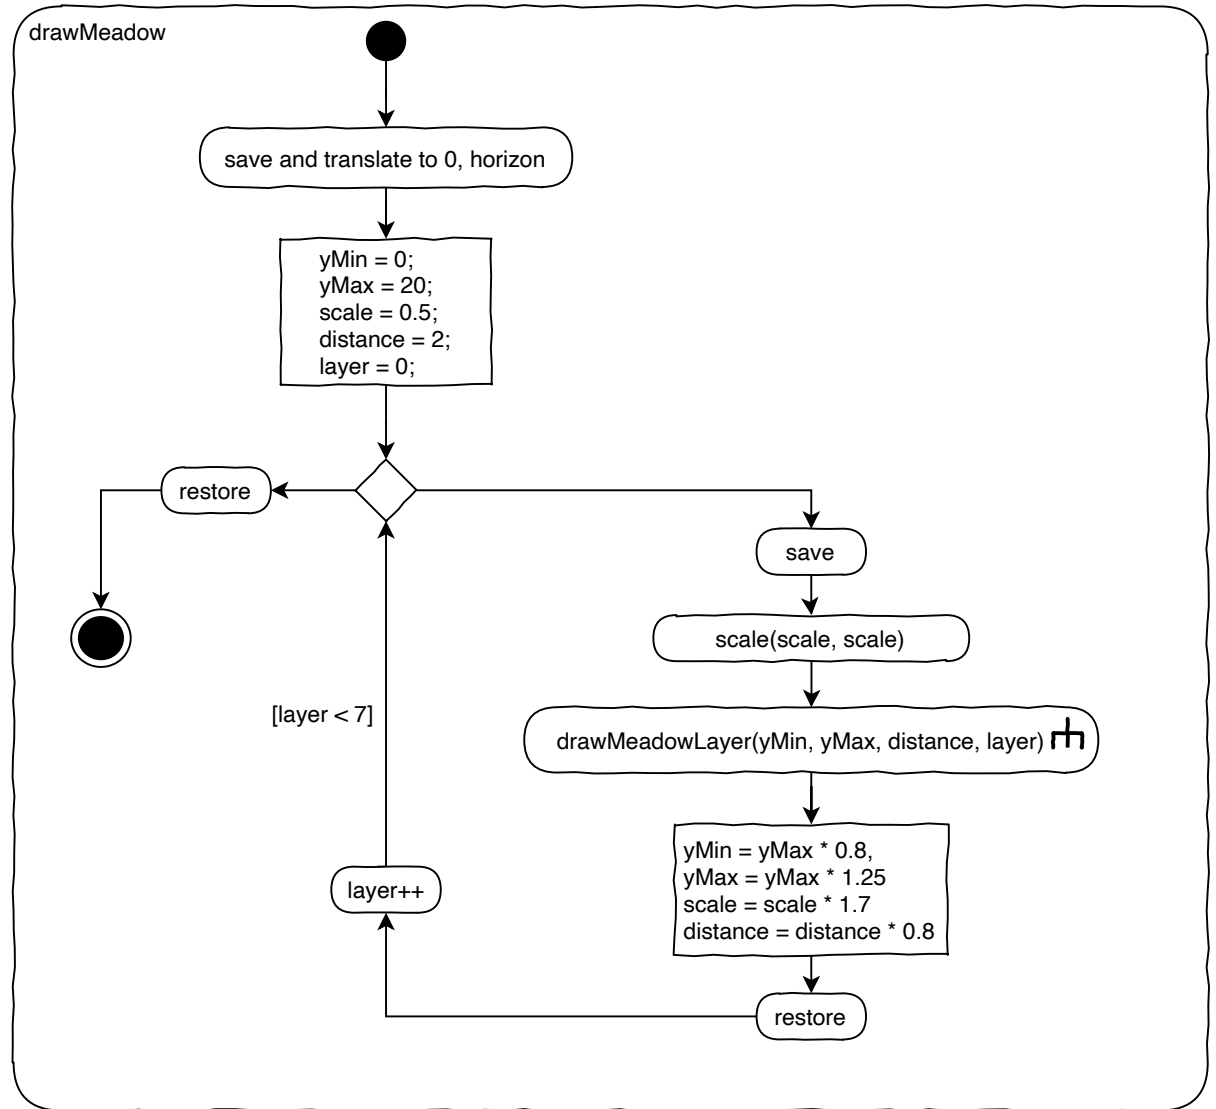 drawMeadow
save and translate to 0, horizon
yMin = 0;
yMax = 20;
scale = 0.5;
distance = 2;
layer = 0;
restore
save
scale(scale, scale)
[layer < 7]
drawMeadowLayer(yMin, yMax, distance, layer)
yMin = yMax * 0.8,
yMax = yMax * 1.25
scale = scale * 1.7
distance = distance * 0.8
layer++
restore